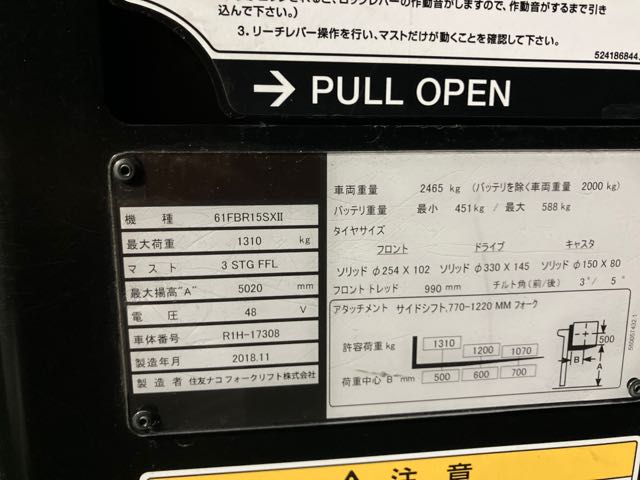 込んで下さい。
3. リーチレバー操作を行い、マストだけが動くことを確認して下さい。
524186844
→ PULL OPEN
機 種 61FBR15SXII
最大荷重 1310 kg
マスト 3 STG FFL
最大揚高"A" 5020 mm
電 圧 48 V
車体番号 R1H-17308
製造年月 2018.11
製 造 者 住友ナコ フォークリフト株式会社
車両重量 2465 kg (バッテリを除く車両重量 2000 kg)
バッテリ重量 最小 451 kg / 最大 588 kg
タイヤサイズ
フロント ドライブ キャスタ
ソリッド φ254 X 102 ソリッド φ330 X 145 ソリッド φ150 X 80
フロント トレッド 990 mm チルト角(前/後) 3°/ 5°
アタッチメント サイドシフト,770-1220 MM フォーク
許容荷重 kg 1310 1200 1070
荷重中心"B" mm 500 600 700
500
B
A
⚠ 注 意